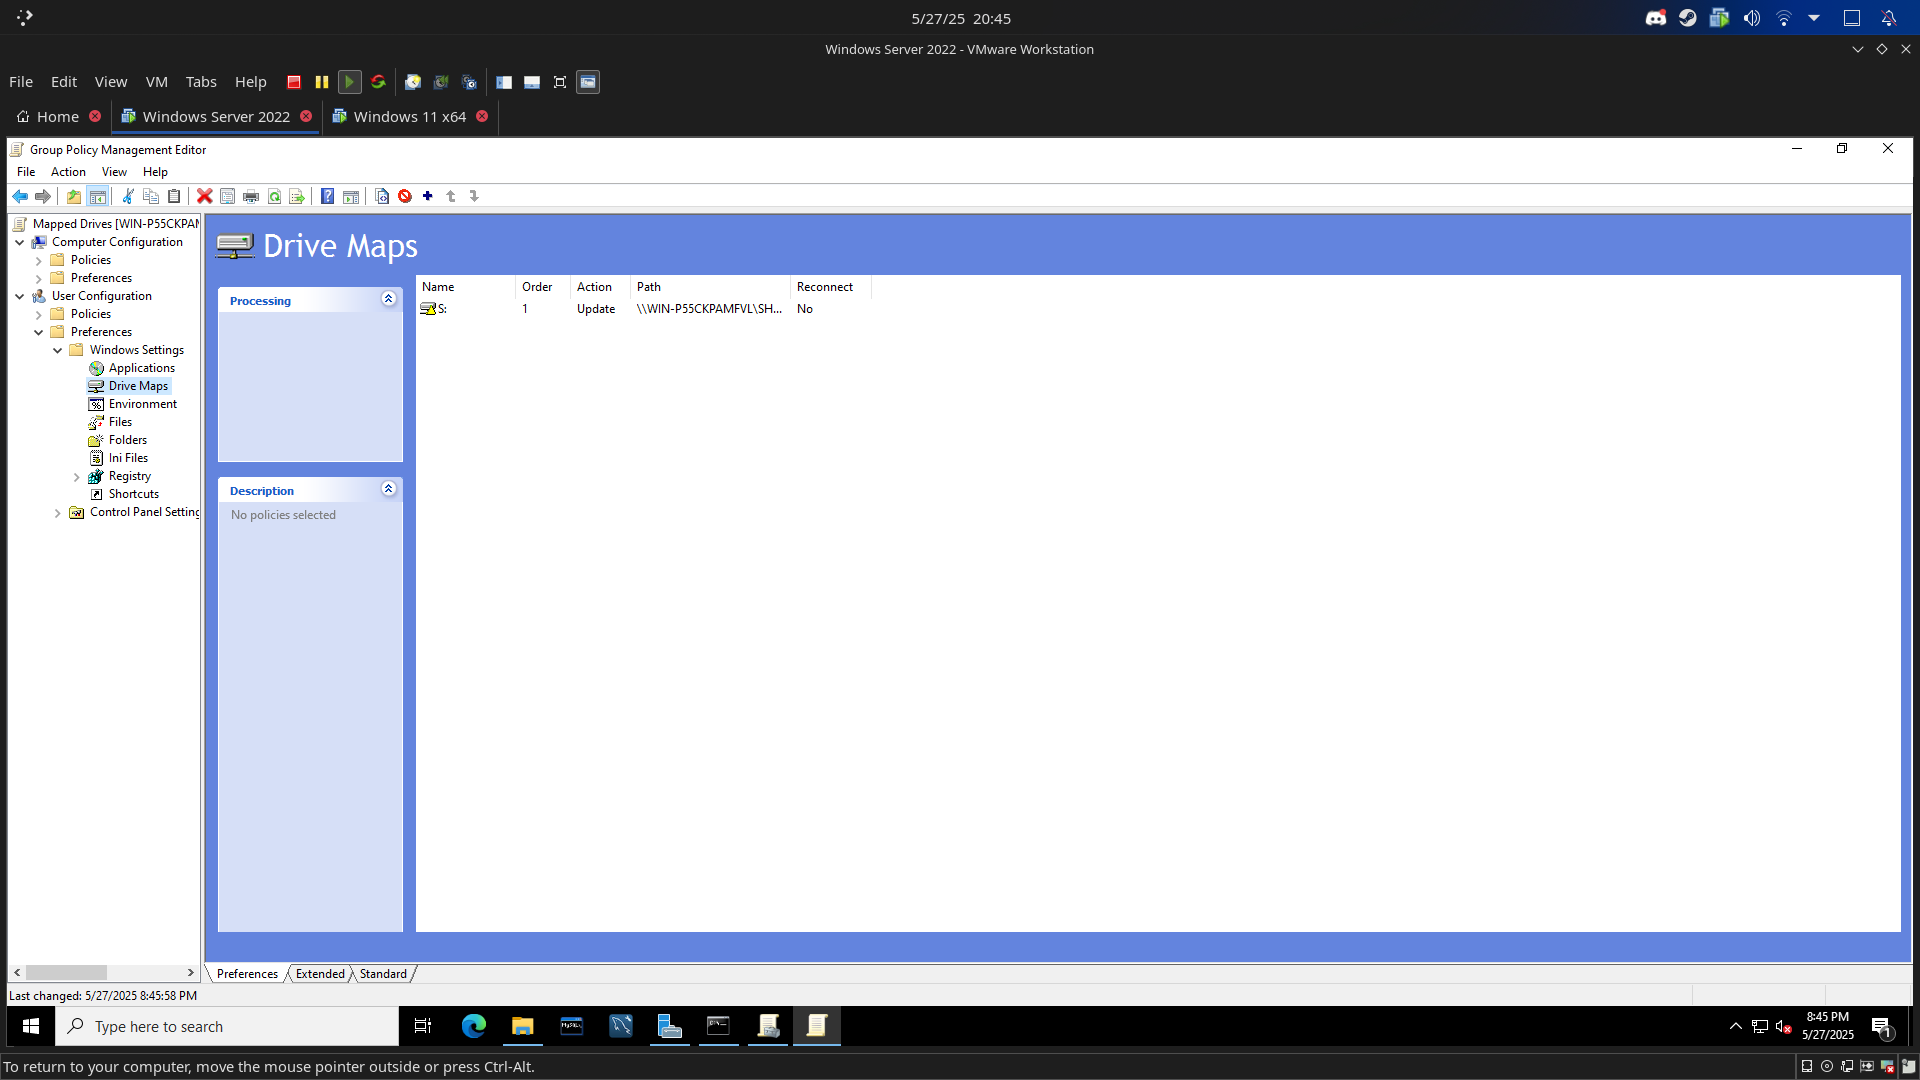 5/27/25 20:45
Windows Server 2022 - VMware Workstation
File Edit View VM Tabs Help
Home Windows Server 2022 Windows 11 x64
Group Policy Management Editor
File Action View Help
Mapped Drives [WIN-P55CKPAM
Computer Configuration
Policies
Preferences
User Configuration
Policies
Preferences
Windows Settings
Applications
Drive Maps
Environment
Files
Folders
Ini Files
Registry
Shortcuts
Control Panel Setting
Drive Maps
Processing
Description
No policies selected
Name Order Action Path Reconnect
S: 1 Update \\WIN-P55CKPAMFVL\SH... No
Preferences Extended Standard
Last changed: 5/27/2025 8:45:58 PM
Type here to search
8:45 PM
5/27/2025
1
To return to your computer, move the mouse pointer outside or press Ctrl-Alt.